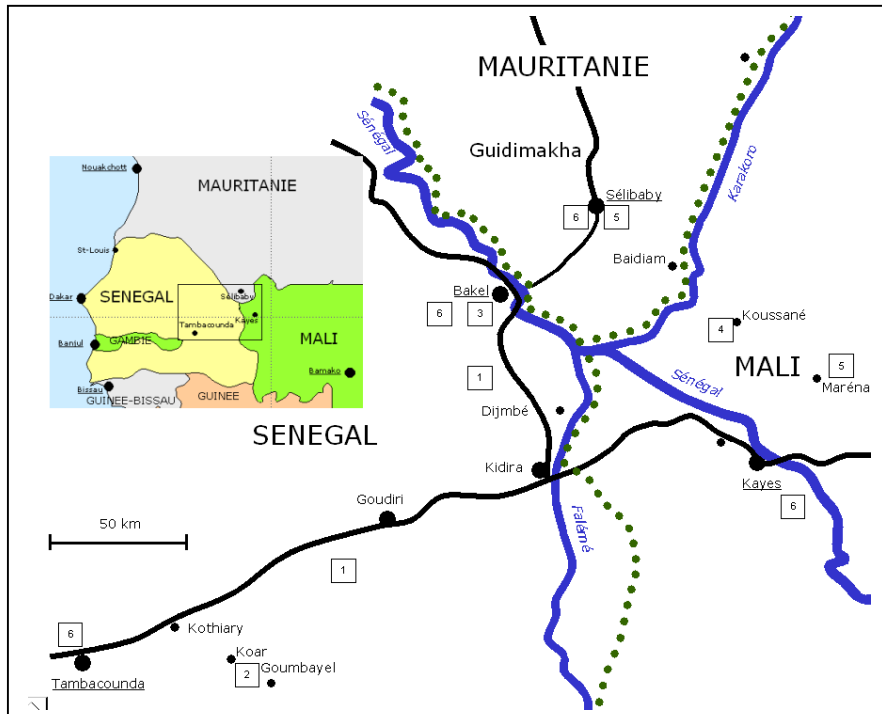 MAURITANIE
Sénégal
Guidimakha
Karakoro
Sélibaby
6
5
Baidiam
Bakel
6
3
Koussané
4
MALI
5
Maréna
1
Sénégal
Dijmbé
SENEGAL
Kidira
Kayes
6
Goudiri
50 km
Falémé
1
Kothiary
6
Koar
2
Goumbayel
Tambacounda
Nouakchott
MAURITANIE
St-Louis
Dakar
SENEGAL
Sélibaby
Kayes
Tambacounda
Banjul
GAMBIE
MALI
Bamako
Bissau
GUINEE
GUINEE-BISSAU